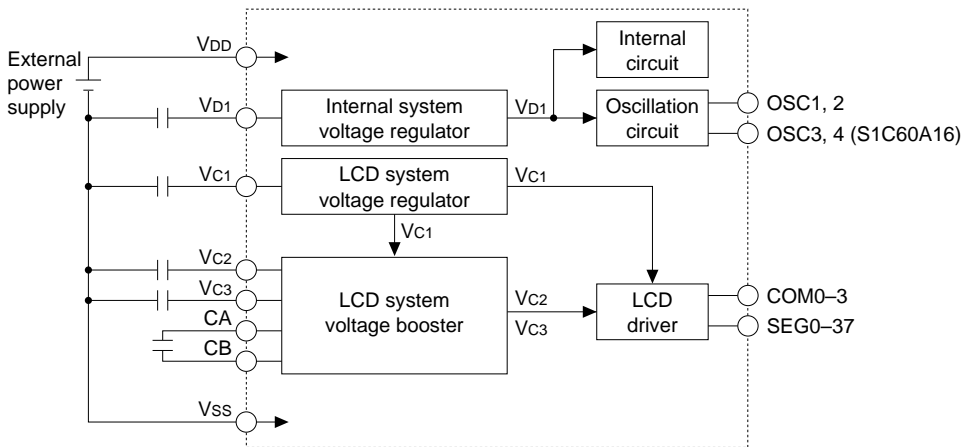 External
power
supply
VDD
VD1
VC1
VC2
VC3
CA
CB
VSS
Internal system
voltage regulator
VD1
Internal
circuit
Oscillation
circuit
OSC1, 2
OSC3, 4 (S1C60A16)
LCD system
voltage regulator
VC1
VC1
LCD system
voltage booster
VC2
VC3
LCD
driver
COM0–3
SEG0–37